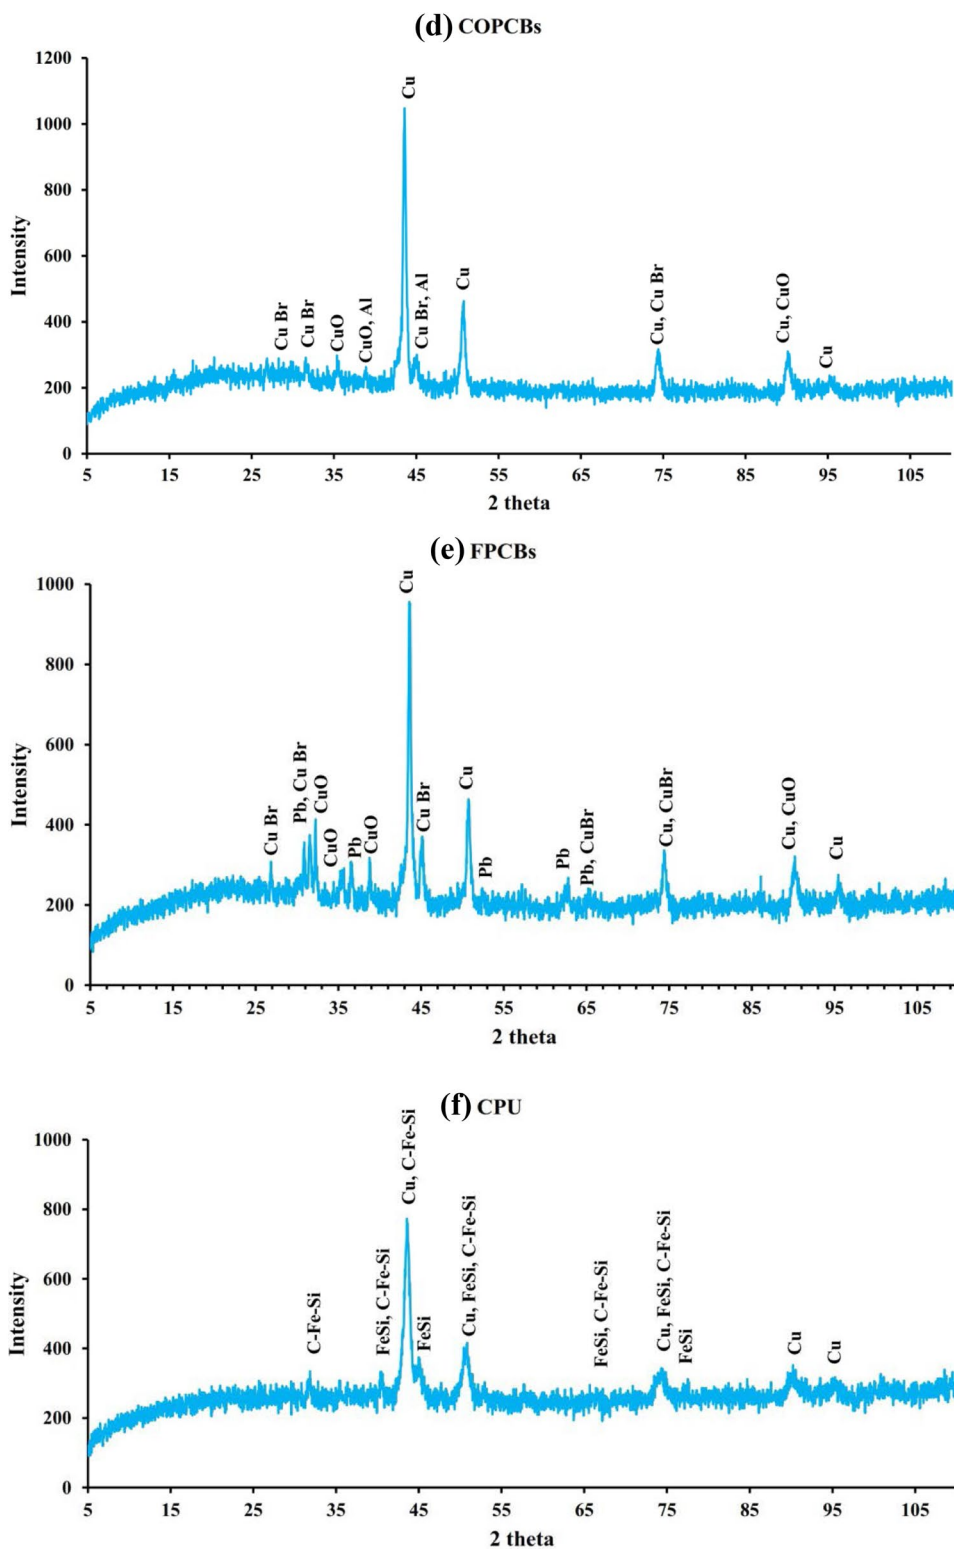 (d) COPCBs
1200
1000
800
600
400
200
0
Intensity
Cu Br
Cu Br
CuO
CuO, Al
Cu
Cu Br, Al
Cu
Cu, Cu Br
Cu, CuO
Cu
5 15 25 35 45 55 65 75 85 95 105
2 theta
(e) FPCBs
1000
800
600
400
200
0
Intensity
Cu Br
Pb, Cu Br
CuO
CuO
Pb
CuO
Cu
Cu Br
Cu
Pb
Pb
Pb, CuBr
Cu, CuBr
Cu, CuO
Cu
5 15 25 35 45 55 65 75 85 95 105
2 theta
(f) CPU
1000
800
600
400
200
0
Intensity
C-Fe-Si
FeSi, C-Fe-Si
Cu, C-Fe-Si
FeSi
Cu, FeSi, C-Fe-Si
FeSi, C-Fe-Si
Cu, FeSi, C-Fe-Si
FeSi
Cu
Cu
5 15 25 35 45 55 65 75 85 95 105
2 theta